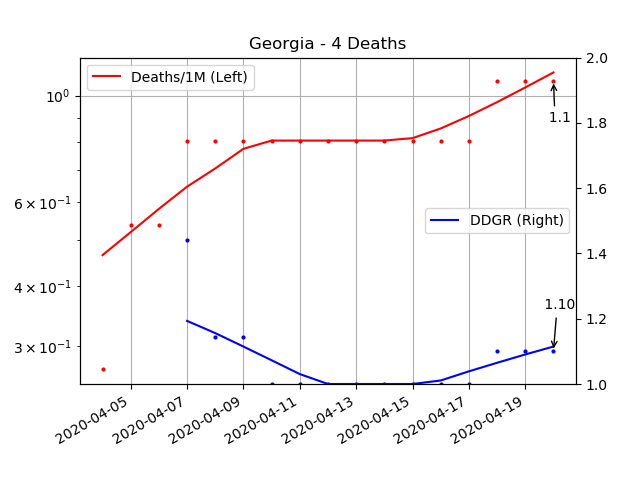 Georgia - 4 Deaths
Deaths/1M (Left)
DDGR (Right)
10⁰
6 × 10⁻¹
4 × 10⁻¹
3 × 10⁻¹
2.0
1.8
1.6
1.4
1.2
1.0
1.1
1.10
2020-04-05
2020-04-07
2020-04-09
2020-04-11
2020-04-13
2020-04-15
2020-04-17
2020-04-19